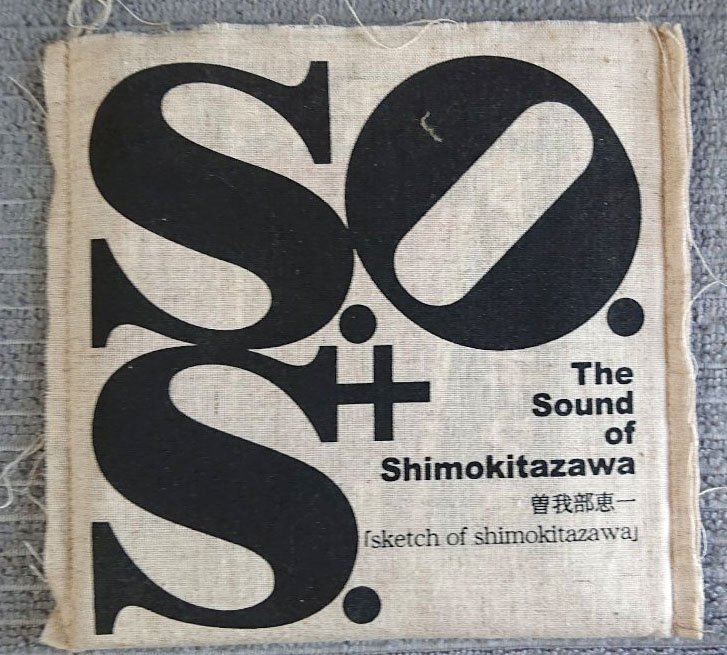 S.O.
S.+
The
Sound
of
Shimokitazawa
曽我部恵一
「sketch of shimokitazawa」